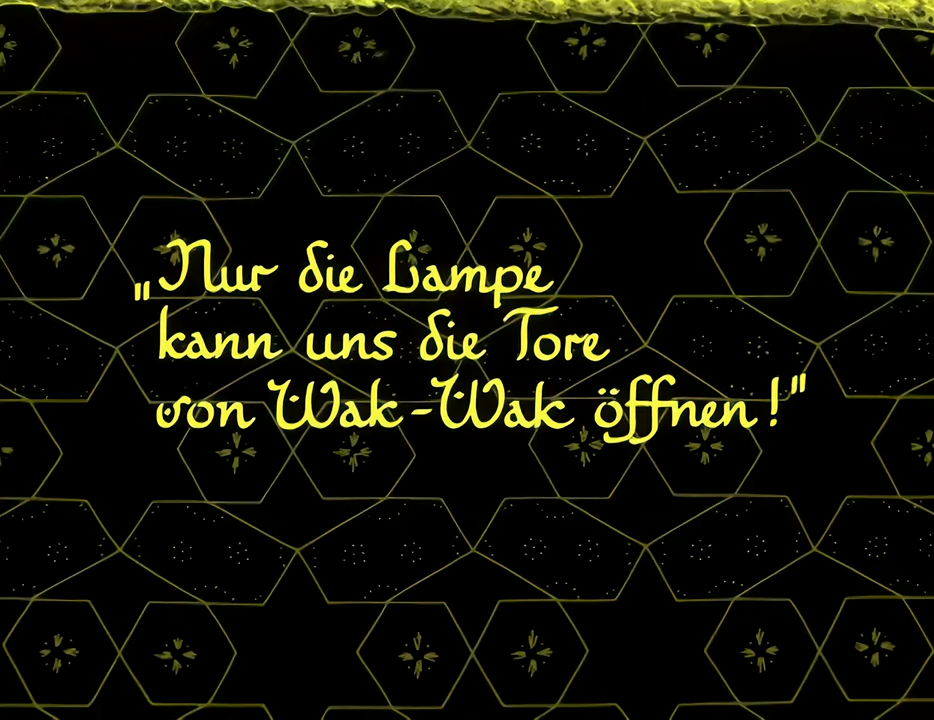 „Nur die Lampe
kann uns die Tore
von Wak-Wak öffnen!"